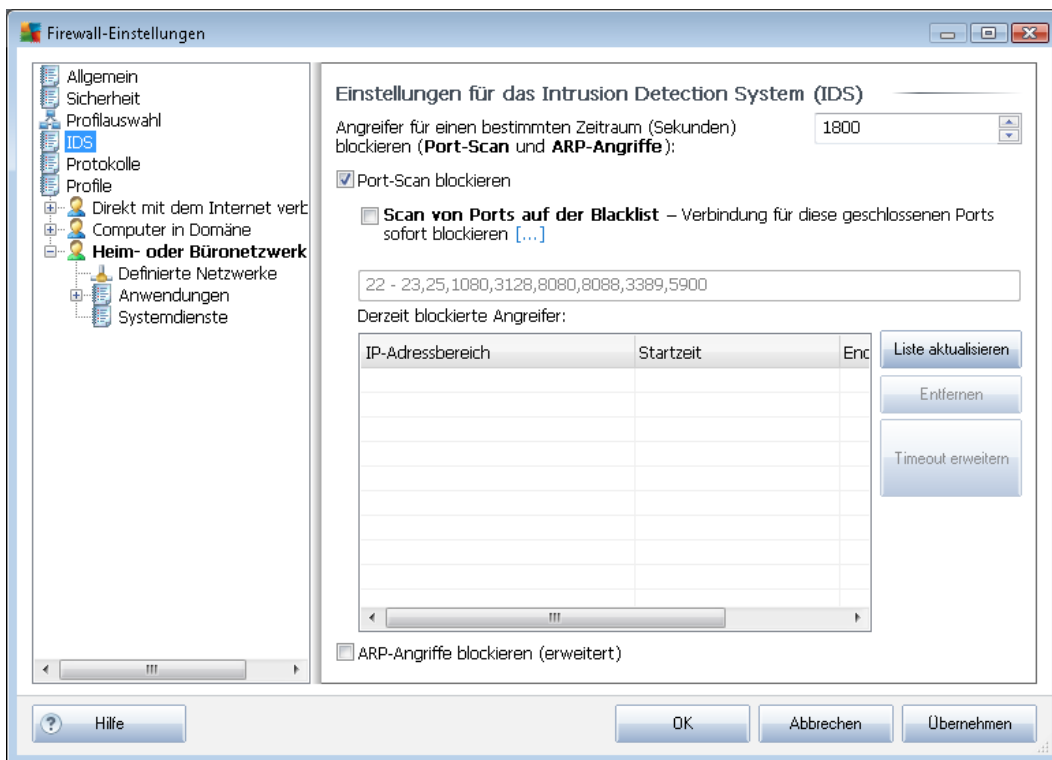 Firewall-Einstellungen
Allgemein
Sicherheit
Profilauswahl
IDS
Protokolle
Profile
Direkt mit dem Internet verb
Computer in Domäne
Heim- oder Büronetzwerk
Definierte Netzwerke
Anwendungen
Systemdienste
Einstellungen für das Intrusion Detection System (IDS)
Angreifer für einen bestimmten Zeitraum (Sekunden)
blockieren (Port-Scan und ARP-Angriffe):
1800
Port-Scan blockieren
Scan von Ports auf der Blacklist – Verbindung für diese geschlossenen Ports
sofort blockieren [...]
22 - 23,25,1080,3128,8080,8088,3389,5900
Derzeit blockierte Angreifer:
IP-Adressbereich Startzeit End
Liste aktualisieren
Entfernen
Timeout erweitern
ARP-Angriffe blockieren (erweitert)
Hilfe
OK
Abbrechen
Übernehmen